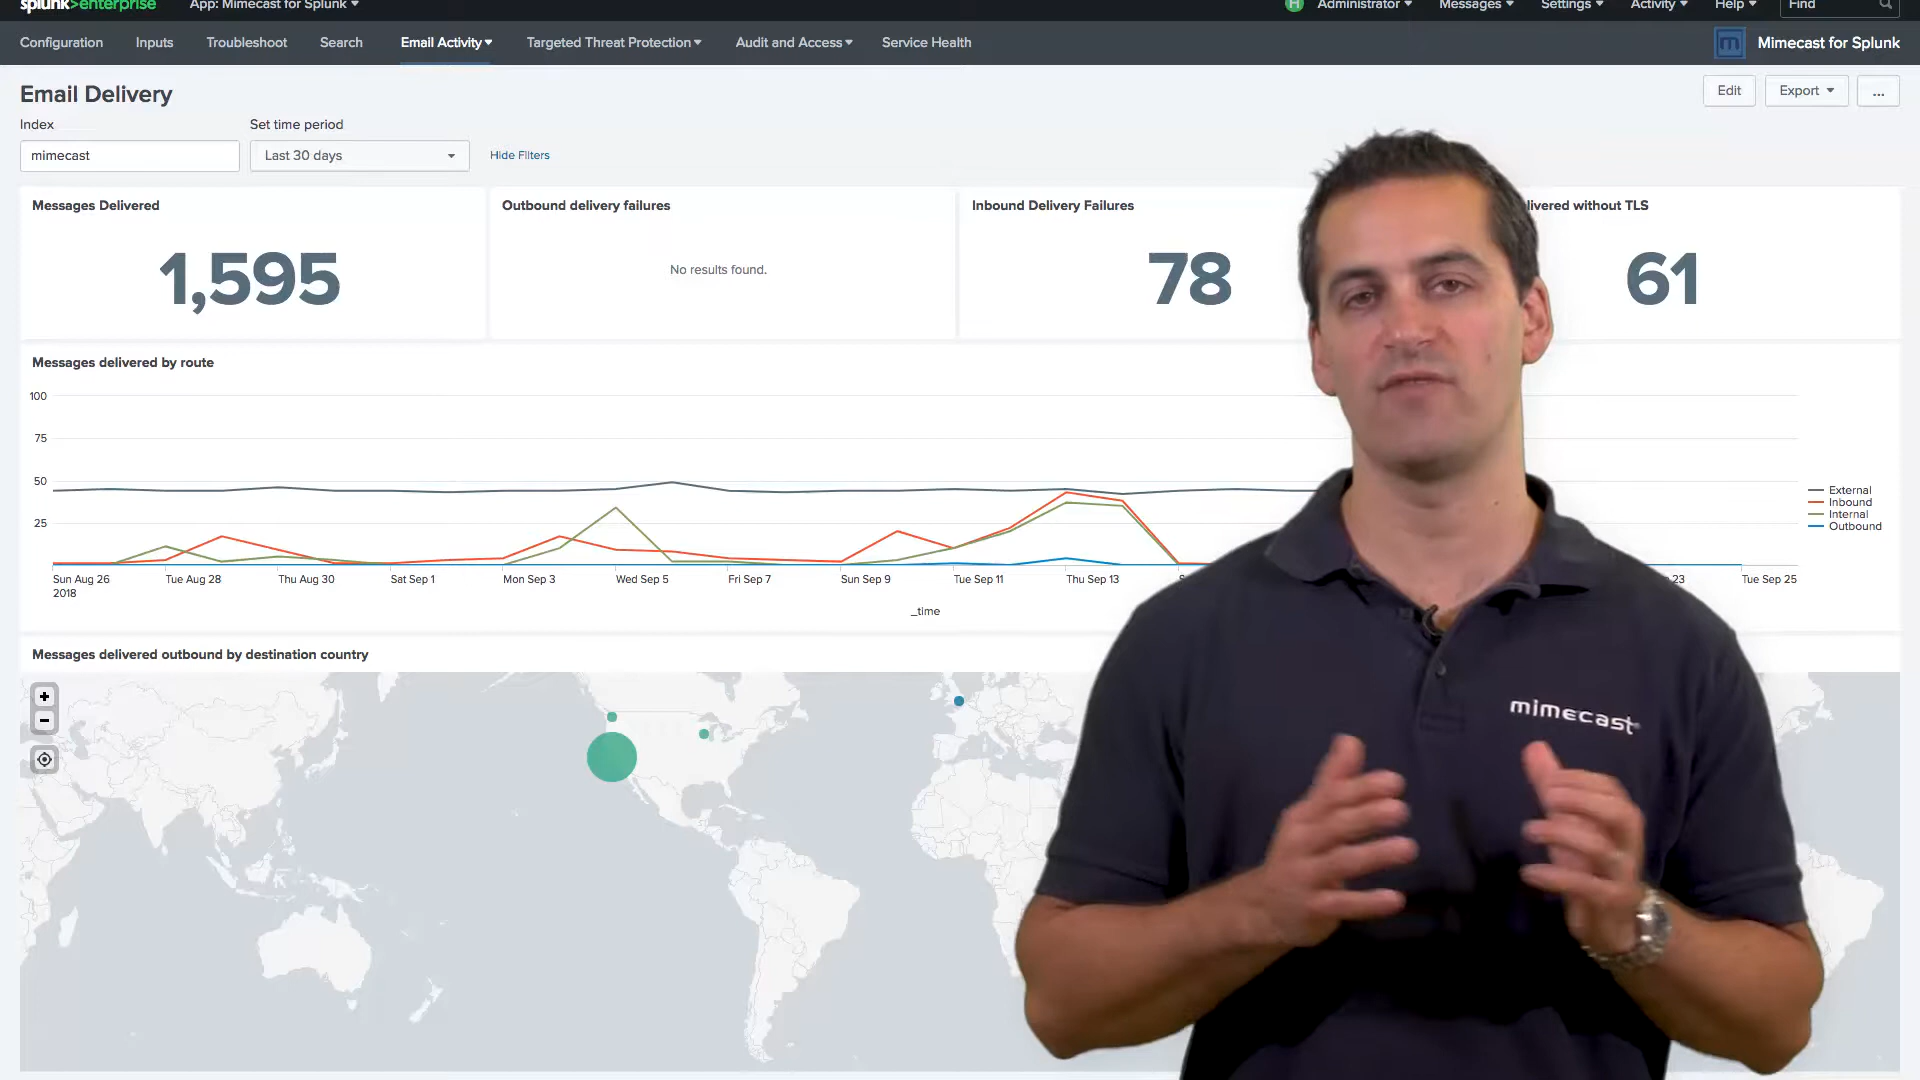 splunk>enterprise App: Mimecast for Splunk
H Administrator Messages Settings Activity Help Find
Configuration Inputs Troubleshoot Search Email Activity Targeted Threat Protection Audit and Access Service Health
m Mimecast for Splunk
Email Delivery
Edit Export ...
Index Set time period
mimecast Last 30 days Hide Filters
Messages Delivered Outbound delivery failures Inbound Delivery Failures livered without TLS
1,595 No results found. 78 61
Messages delivered by route
100
75
50
25
External
Inbound
Internal
Outbound
Sun Aug 26 Tue Aug 28 Thu Aug 30 Sat Sep 1 Mon Sep 3 Wed Sep 5 Fri Sep 7 Sun Sep 9 Tue Sep 11 Thu Sep 13 23 Tue Sep 25
2018
_time
Messages delivered outbound by destination country
+
−
mimecast